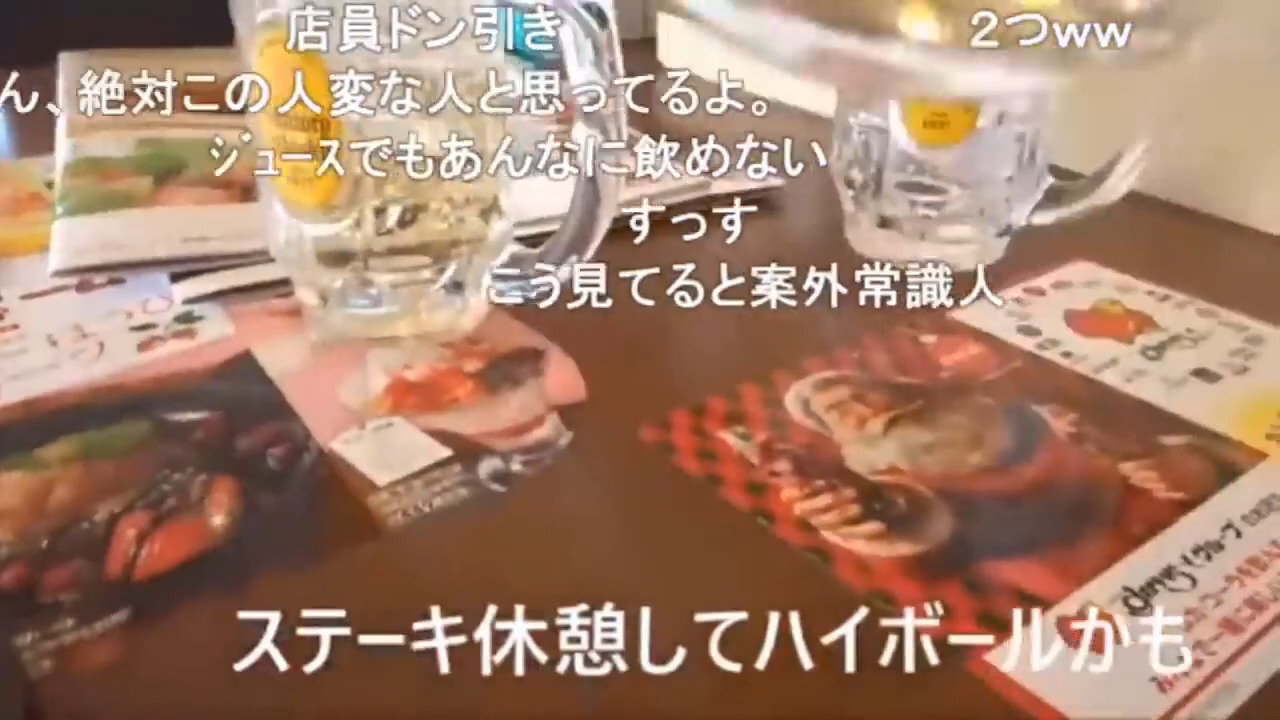 店員ドン引き
２つｗｗ
ん、絶対この人変な人と思ってるよ。
ｼﾞｭｰｽでもあんなに飲めない
すっす
こう見てると案外常識人
ステーキ休憩してハイボールかも